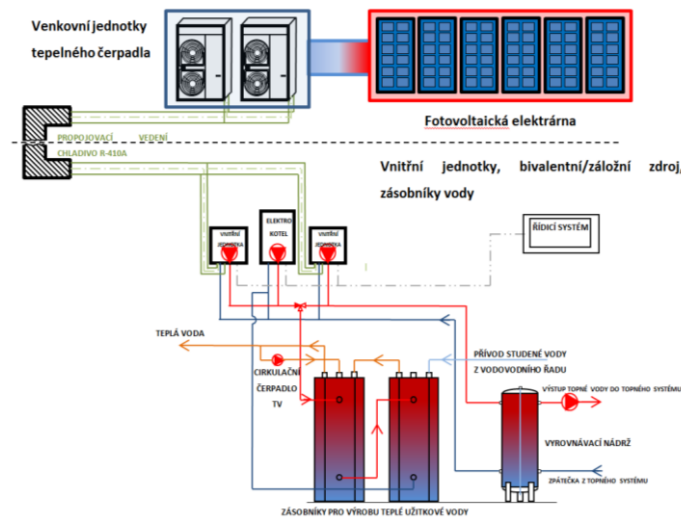 Venkovní jednotky
tepelného čerpadla
Fotovoltaická elektrárna
PROPOJOVACÍ VEDENÍ
CHLADIVO R-410A
Vnitřní jednotky, bivalentní/záložní zdroj,
zásobníky vody
VNITŘNÍ
JEDNOTKA
ELEKTRO
KOTEL
VNITŘNÍ
JEDNOTKA
ŘÍDICÍ SYSTÉM
TEPLÁ VODA
CIRKULAČNÍ
ČERPADLO
TV
PŘÍVOD STUDENÉ VODY
Z VODOVODNÍHO ŘADU
VÝSTUP TOPNÉ VODY DO TOPNÉHO SYSTÉMU
VYROVNÁVACÍ NÁDRŽ
ZPÁTEČKA Z TOPNÉHO SYSTÉMU
ZÁSOBNÍKY PRO VÝROBU TEPLÉ UŽITKOVÉ VODY